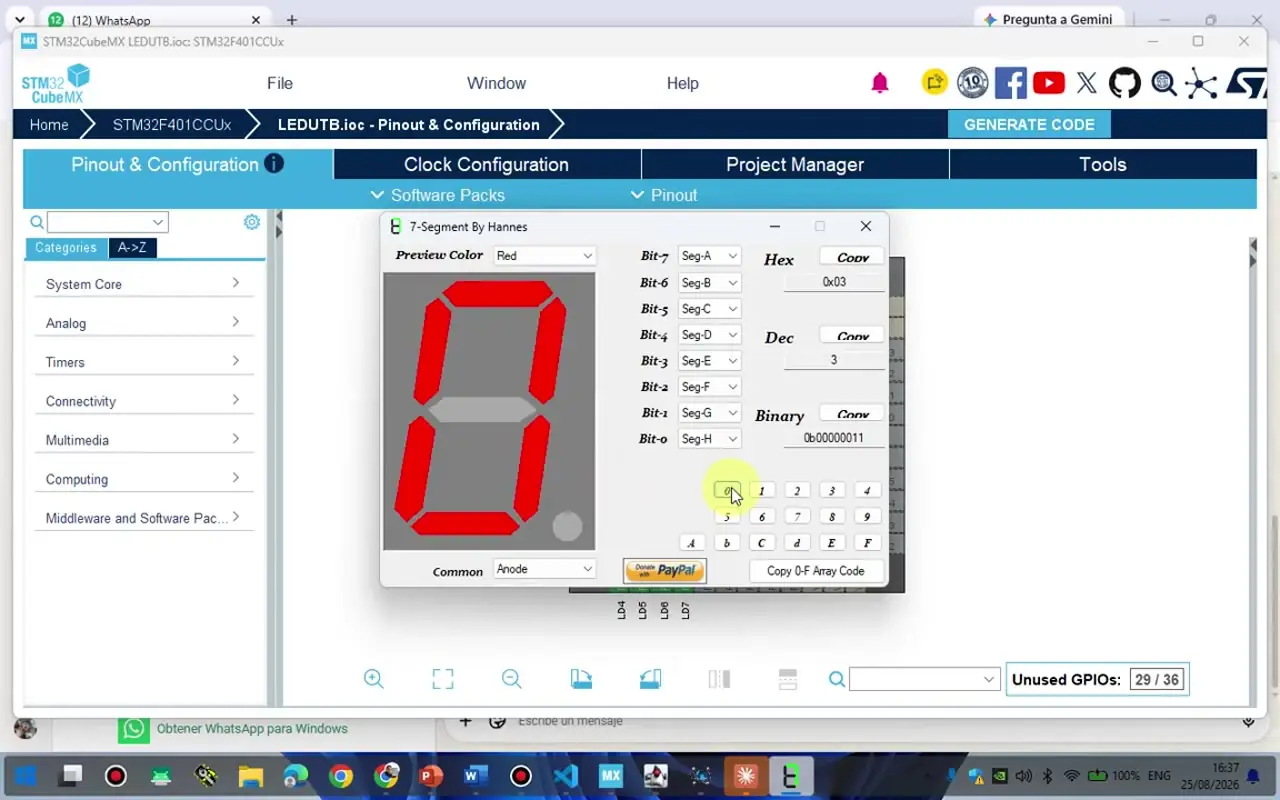 (12) WhatsApp
Pregunta a Gemini
STM32CubeMX LEDUTB.ioc: STM32F401CCUx
STM32
CubeMX
File
Window
Help
Home
STM32F401CCUx
LEDUTB.ioc - Pinout & Configuration
GENERATE CODE
Pinout & Configuration
Clock Configuration
Project Manager
Tools
Software Packs
Pinout
Categories
A->Z
System Core
Analog
Timers
Connectivity
Multimedia
Computing
Middleware and Software Pac...
7-Segment By Hannes
Preview Color
Red
Bit-7 Seg-A
Bit-6 Seg-B
Bit-5 Seg-C
Bit-4 Seg-D
Bit-3 Seg-E
Bit-2 Seg-F
Bit-1 Seg-G
Bit-0 Seg-H
Hex
Copy
0x03
Dec
Copy
3
Binary
Copy
0b00000011
0 1 2 3 4
5 6 7 8 9
A b C d E F
Common
Anode
Donate with PayPal
Copy 0-F Array Code
LD4
LD5
LD6
LD7
Unused GPIOs: 29 / 36
Obtener WhatsApp para Windows
Escribe un mensaje
100%
ENG
16:37
25/08/2026